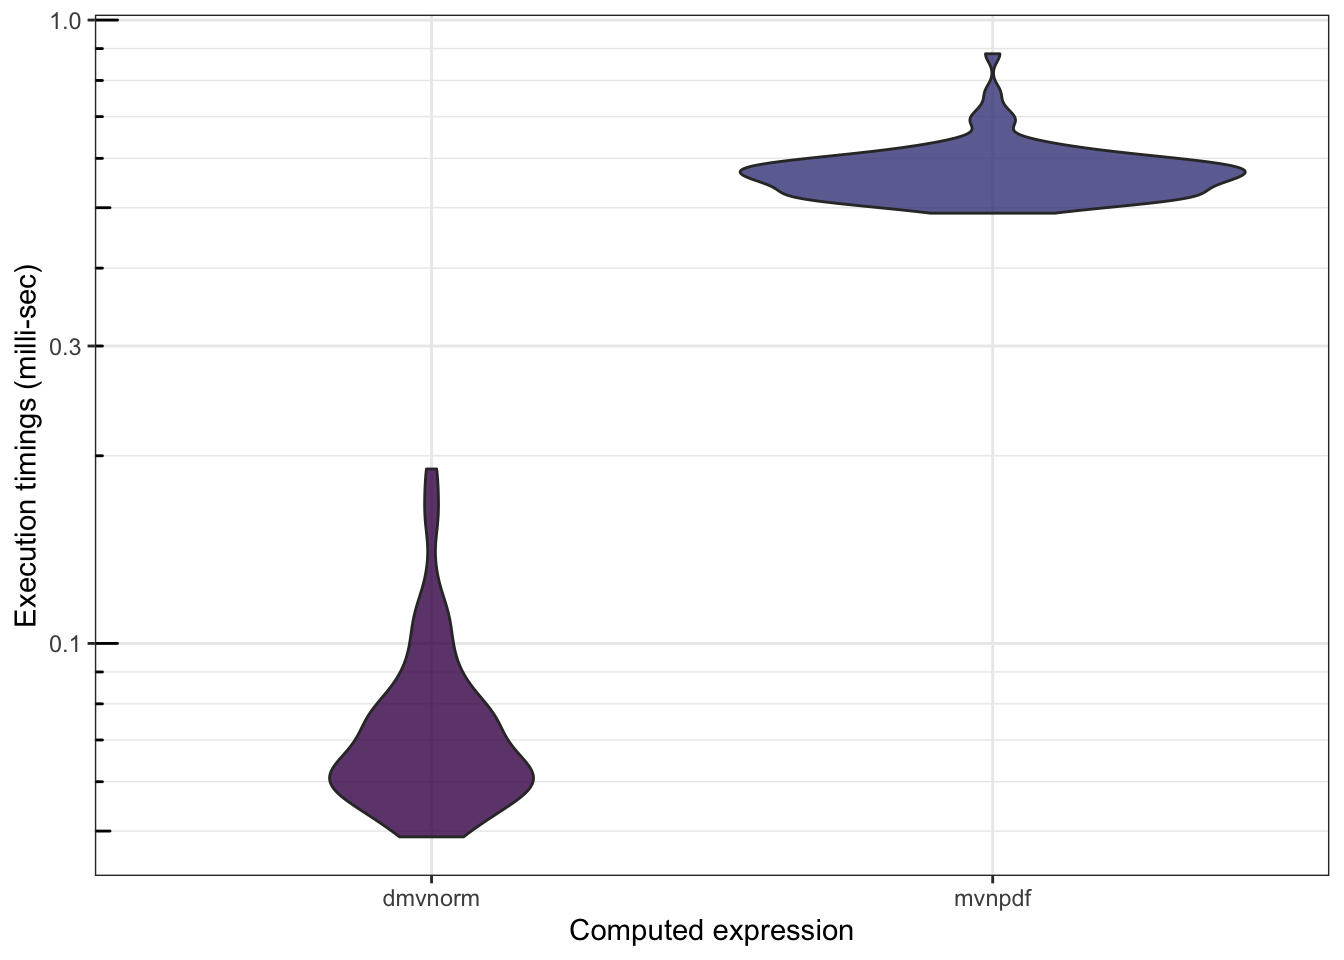 1.0
0.3
0.1
Execution timings (milli-sec)
dmvnorm
mvnpdf
Computed expression